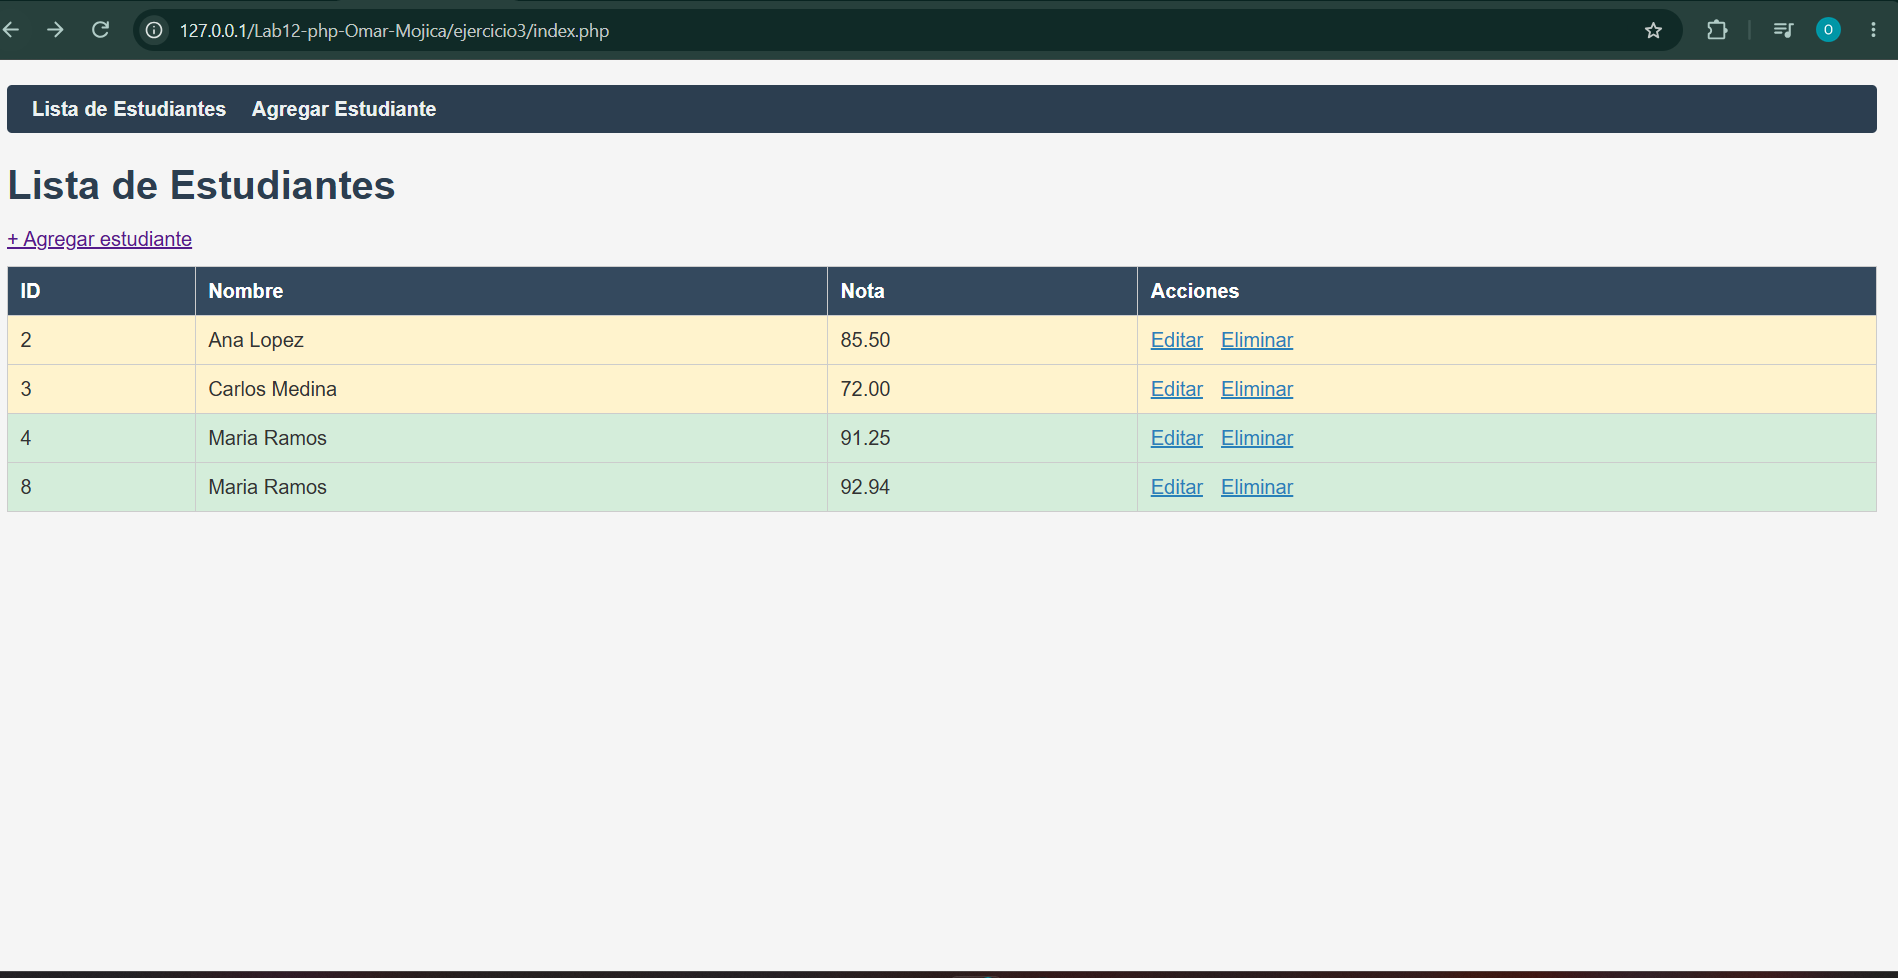 127.0.0.1/Lab12-php-Omar-Mojica/ejercicio3/index.php
O
Lista de Estudiantes Agregar Estudiante
Lista de Estudiantes
+ Agregar estudiante
ID Nombre Nota Acciones
2 Ana Lopez 85.50 Editar Eliminar
3 Carlos Medina 72.00 Editar Eliminar
4 Maria Ramos 91.25 Editar Eliminar
8 Maria Ramos 92.94 Editar Eliminar